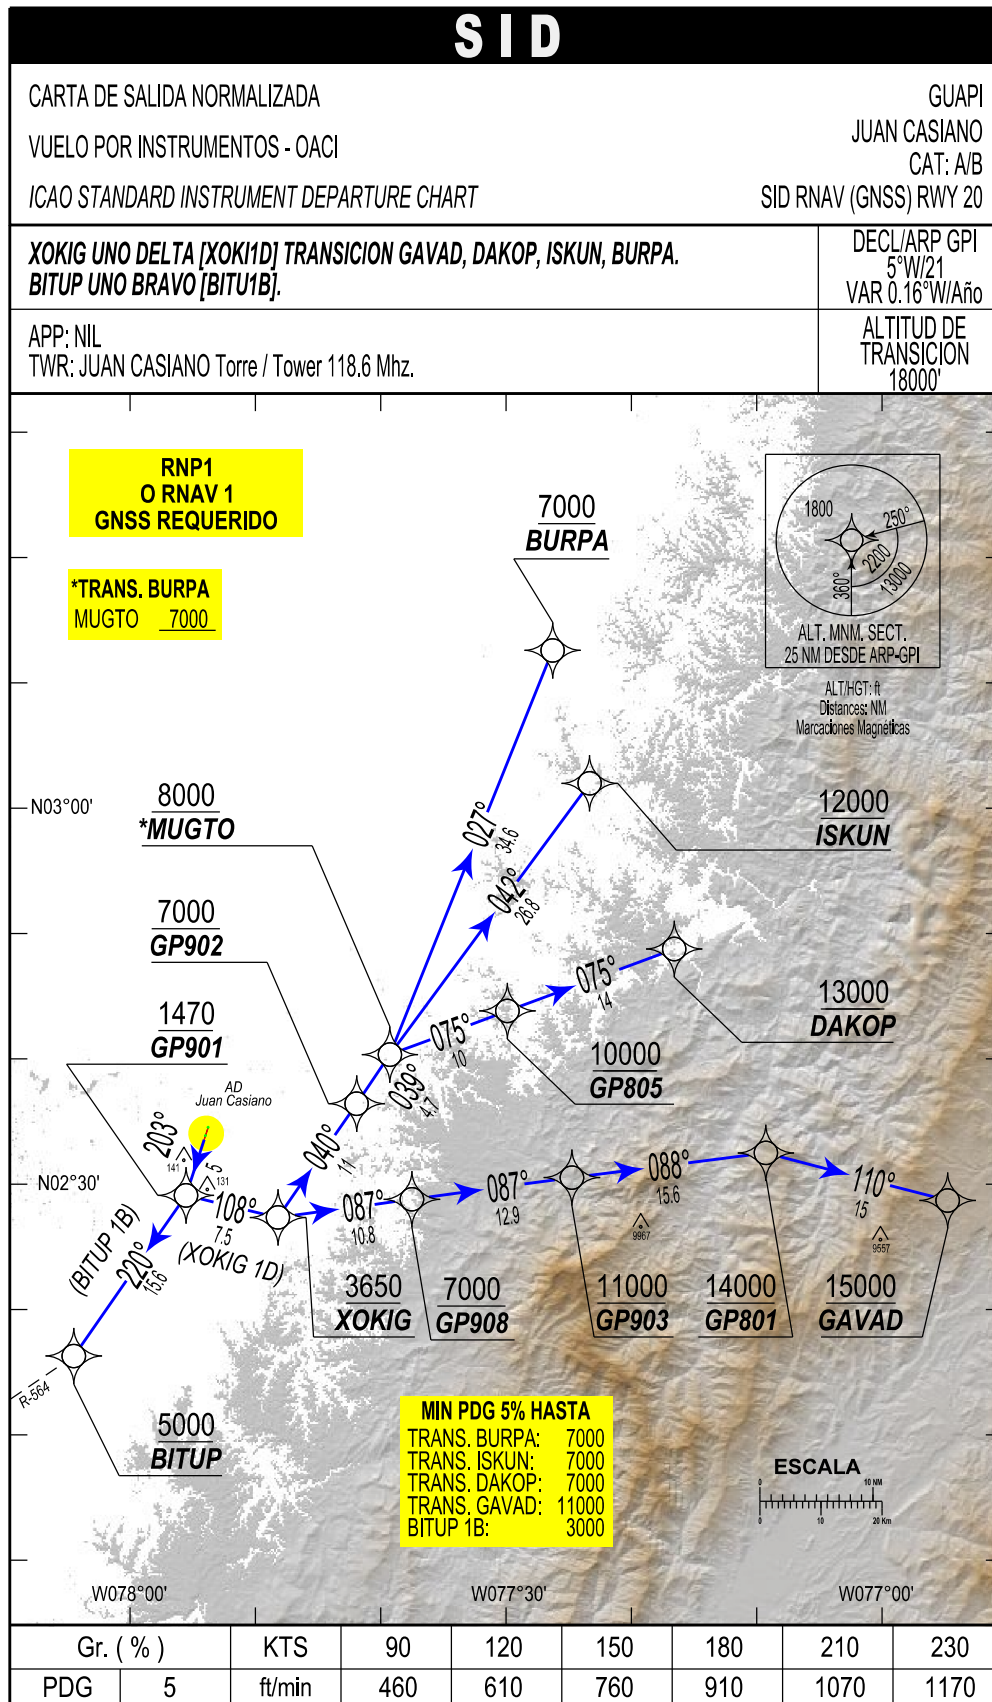 SID
CARTA DE SALIDA NORMALIZADA
VUELO POR INSTRUMENTOS - OACI
ICAO STANDARD INSTRUMENT DEPARTURE CHART
GUAPI
JUAN CASIANO
CAT: A/B
SID RNAV (GNSS) RWY 20
XOKIG UNO DELTA [XOKI1D] TRANSICION GAVAD, DAKOP, ISKUN, BURPA.
BITUP UNO BRAVO [BITU1B].
DECL/ARP GPI
5°W/21
VAR 0.16°W/Año
APP: NIL
TWR: JUAN CASIANO Torre / Tower 118.6 Mhz.
ALTITUD DE
TRANSICION
18000'
RNP1
O RNAV 1
GNSS REQUERIDO
*TRANS. BURPA
MUGTO 7000
7000
BURPA
1800
250°
2200
13000
360°
ALT. MNM. SECT.
25 NM DESDE ARP-GPI
ALT/HGT: ft
Distances: NM
Marcaciones Magnéticas
N03°00'
8000
*MUGTO
027°
34.6
12000
ISKUN
042°
26.8
7000
GP902
075°
14
13000
DAKOP
1470
GP901
075°
10
10000
GP805
039°
4.7
AD
Juan Casiano
203°
141
5
131
040°
11
N02°30'
108°
7.5
(XOKIG 1D)
087°
10.8
087°
12.9
088°
15.6
110°
15
9967
9557
(BITUP 1B)
220°
15.6
3650
XOKIG
7000
GP908
11000
GP903
14000
GP801
15000
GAVAD
R-564
5000
BITUP
MIN PDG 5% HASTA
TRANS. BURPA: 7000
TRANS. ISKUN: 7000
TRANS. DAKOP: 7000
TRANS. GAVAD: 11000
BITUP 1B: 3000
ESCALA
0 10 NM
0 10 20 Km
W078°00' W077°30' W077°00'
Gr. ( % ) KTS 90 120 150 180 210 230
PDG 5 ft/min 460 610 760 910 1070 1170